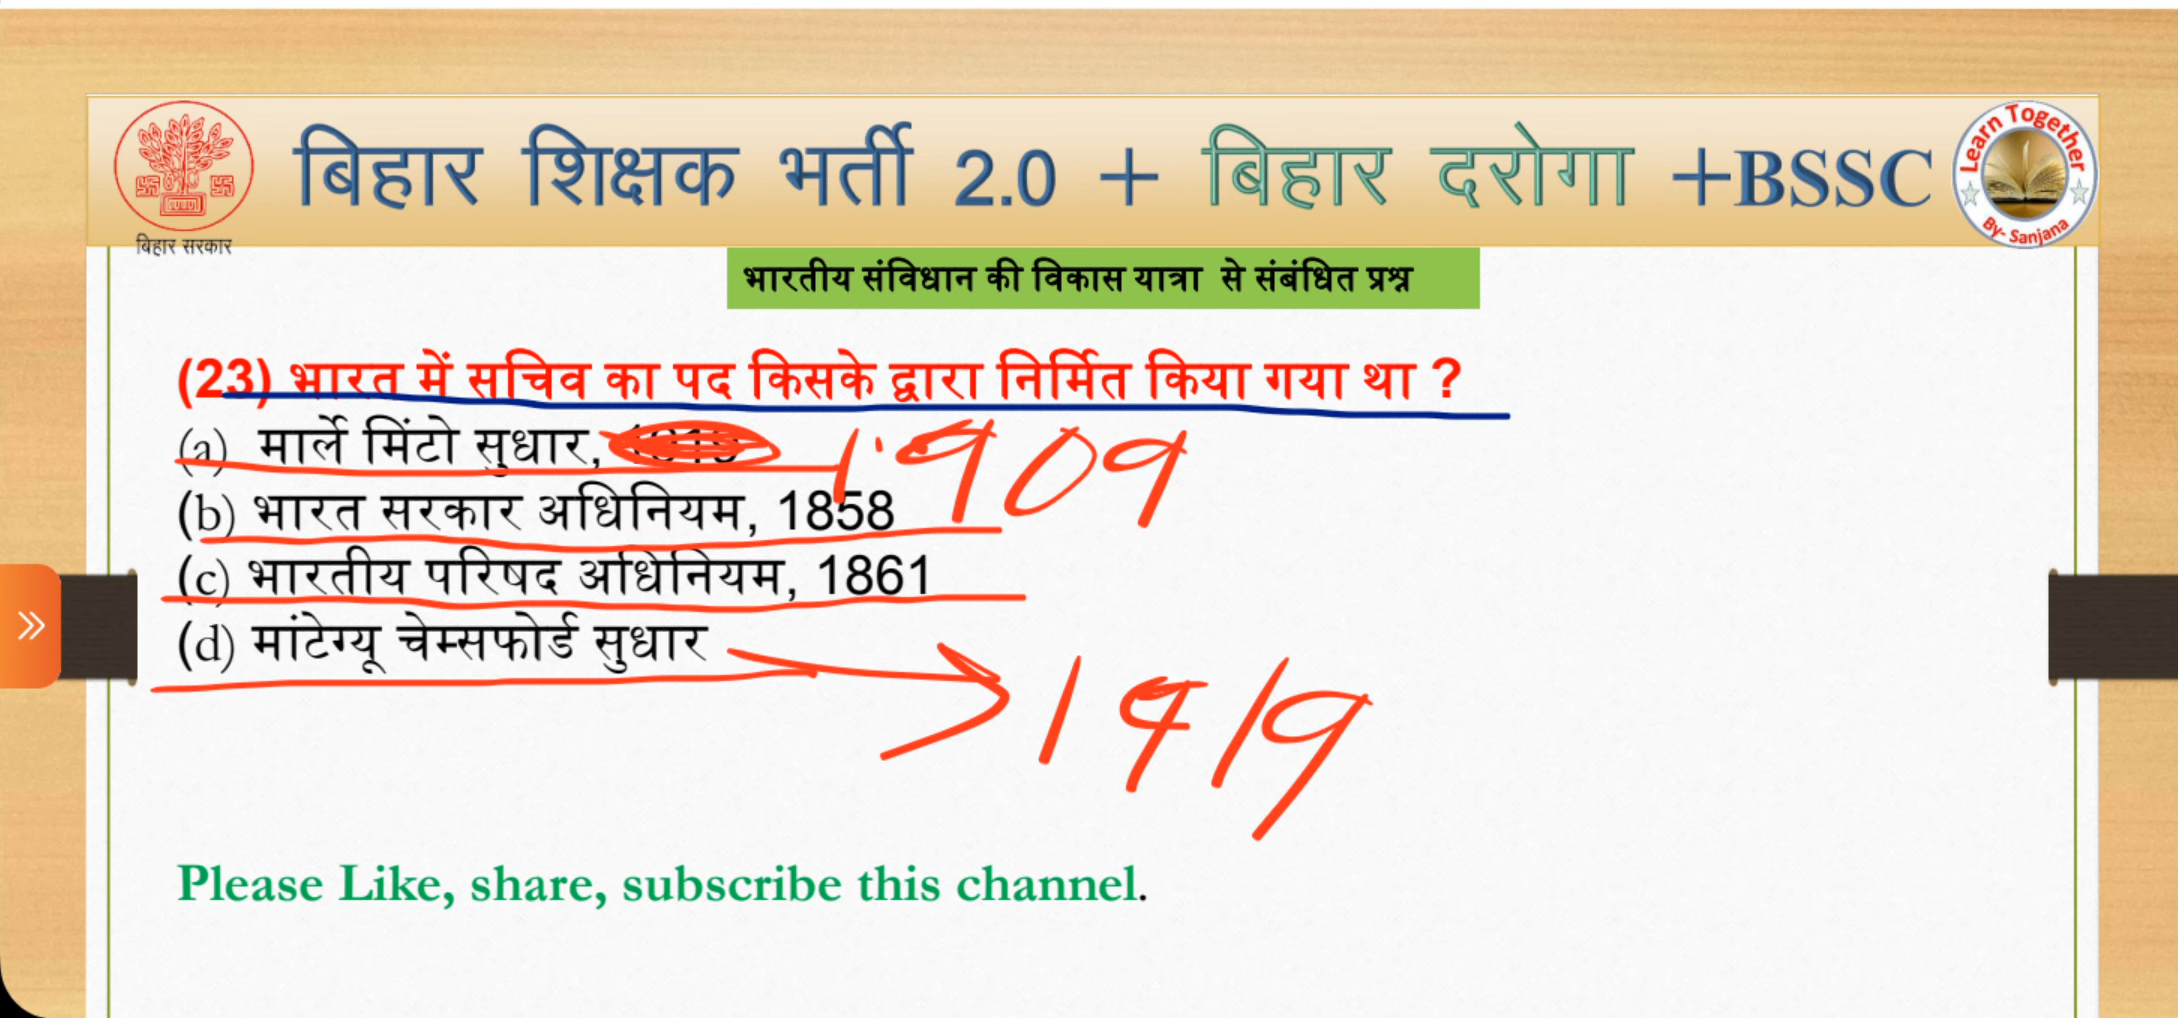 बिहार शिक्षक भर्ती 2.0 + बिहार दरोगा +BSSC
बिहार सरकार
Learn Together
By- Sanjana
भारतीय संविधान की विकास यात्रा से संबंधित प्रश्न
(23) भारत में सचिव का पद किसके द्वारा निर्मित किया गया था ?
(a) मार्ले मिंटो सुधार, 1909
(b) भारत सरकार अधिनियम, 1858
(c) भारतीय परिषद अधिनियम, 1861
(d) मांटेग्यू चेम्सफोर्ड सुधार 1919
Please Like, share, subscribe this channel.